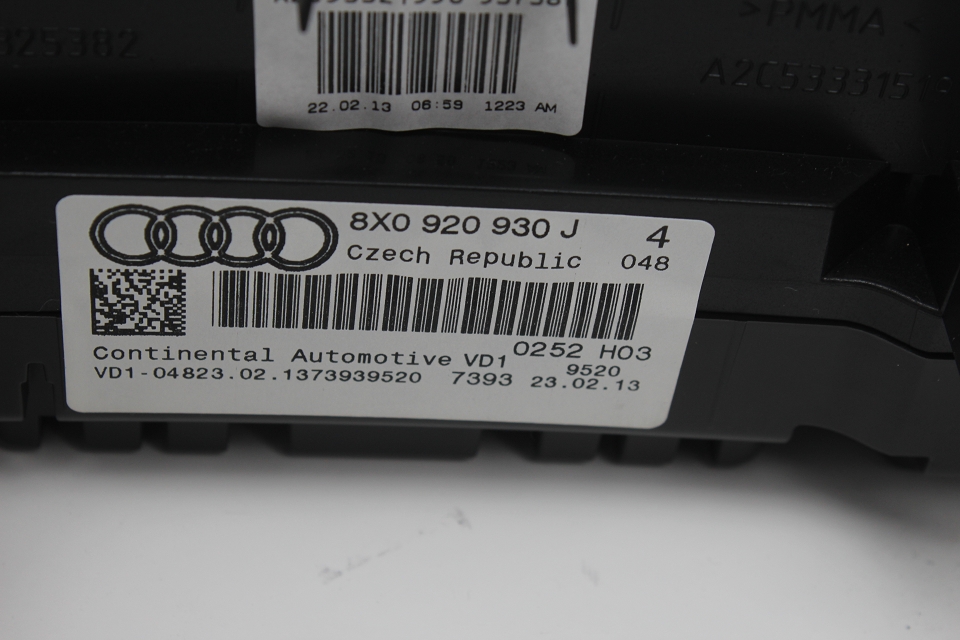 22.02.13 06:59 1223 AM
>PMMA<
325382
8X0 920 930 J 4
Czech Republic 048
0252 H03
Continental Automotive VD1 9520
VD1-04823.02.1373939520 7393 23.02.13